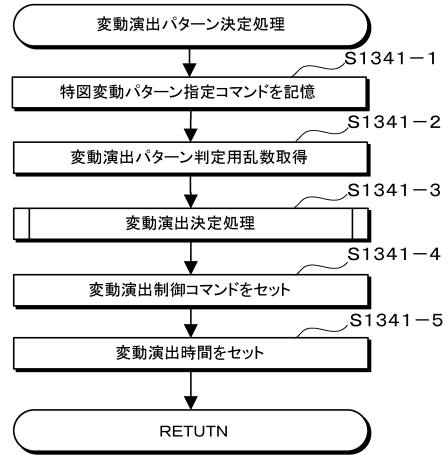 変動演出パターン決定処理
S1341-1
特図変動パターン指定コマンドを記憶
S1341-2
変動演出パターン判定用乱数取得
S1341-3
変動演出決定処理
S1341-4
変動演出制御コマンドをセット
S1341-5
変動演出時間をセット
RETUTN